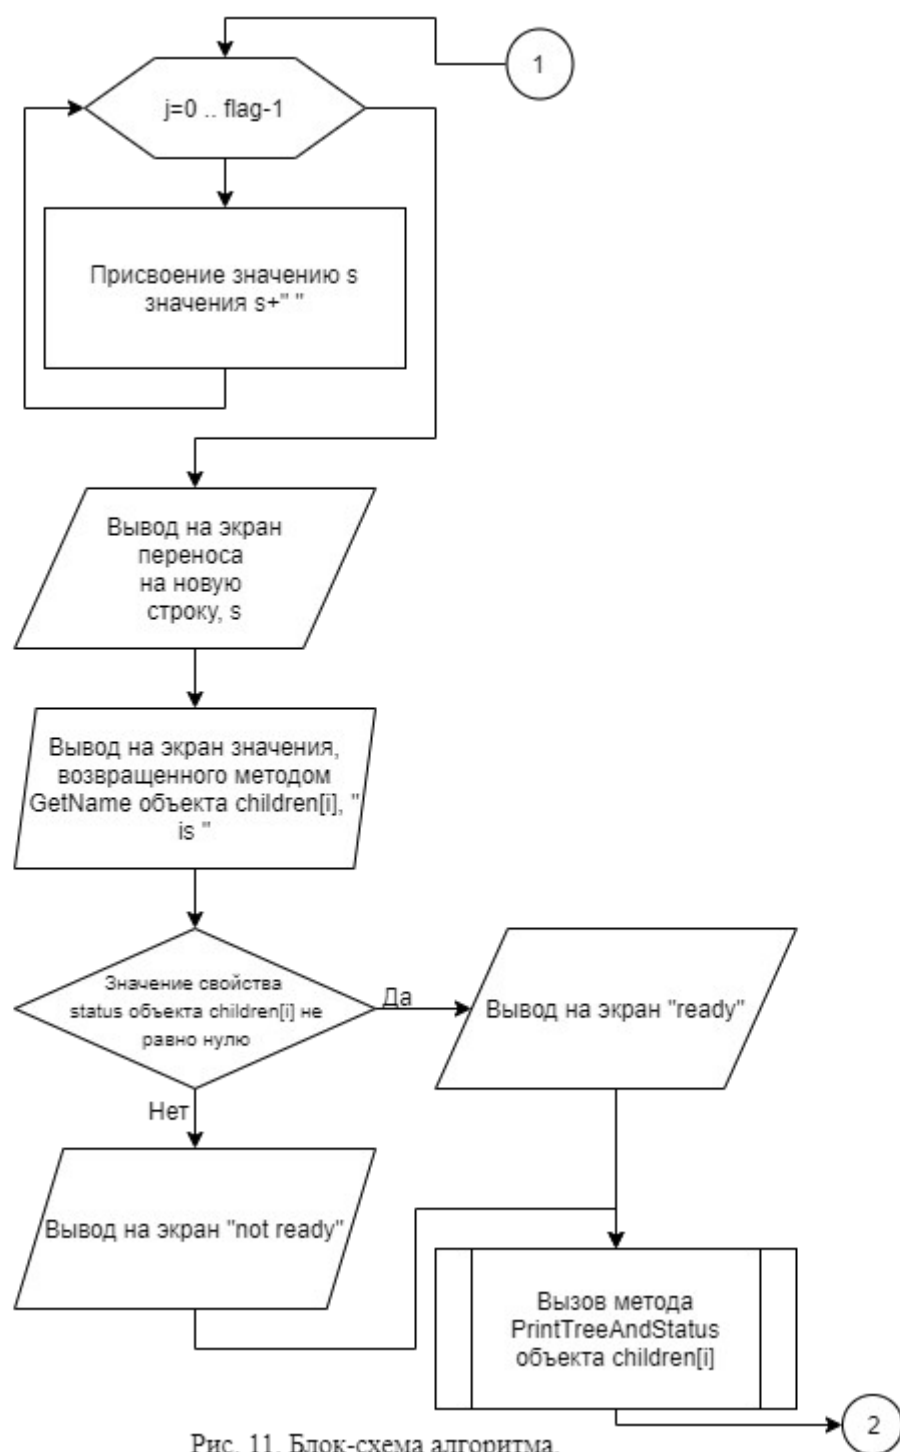 1
j=0 .. flag-1
Присвоение значению s
значения s+" "
Вывод на экран
переноса
на новую
строку, s
Вывод на экран значения,
возвращенного методом
GetName объекта children[i], "
is "
Значение свойства
status объекта children[i] не
равно нулю
Да
Вывод на экран "ready"
Нет
Вывод на экран "not ready"
Вызов метода
PrintTreeAndStatus
объекта children[i]
2
Рис. 11. Блок-схема алгоритма.